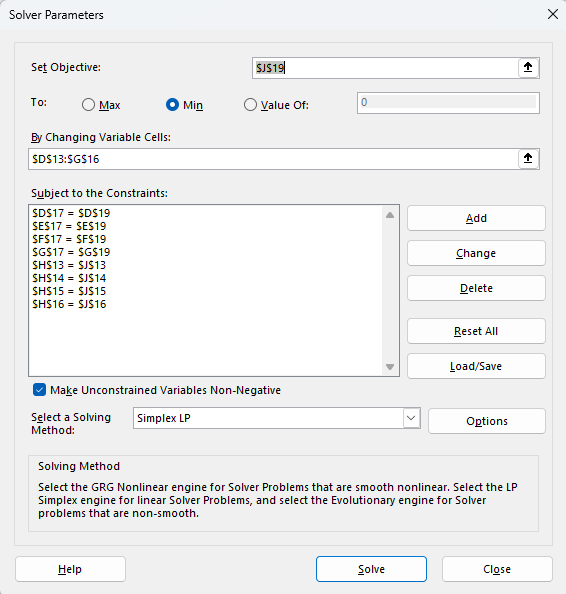 Solver Parameters
Set Objective:
$J$19
To:
Max
Min
Value Of:
0
By Changing Variable Cells:
$D$13:$G$16
Subject to the Constraints:
$D$17 = $D$19
$E$17 = $E$19
$F$17 = $F$19
$G$17 = $G$19
$H$13 = $J$13
$H$14 = $J$14
$H$15 = $J$15
$H$16 = $J$16
Add
Change
Delete
Reset All
Load/Save
Make Unconstrained Variables Non-Negative
Select a Solving
Method:
Simplex LP
Options
Solving Method
Select the GRG Nonlinear engine for Solver Problems that are smooth nonlinear. Select the LP
Simplex engine for linear Solver Problems, and select the Evolutionary engine for Solver
problems that are non-smooth.
Help
Solve
Close